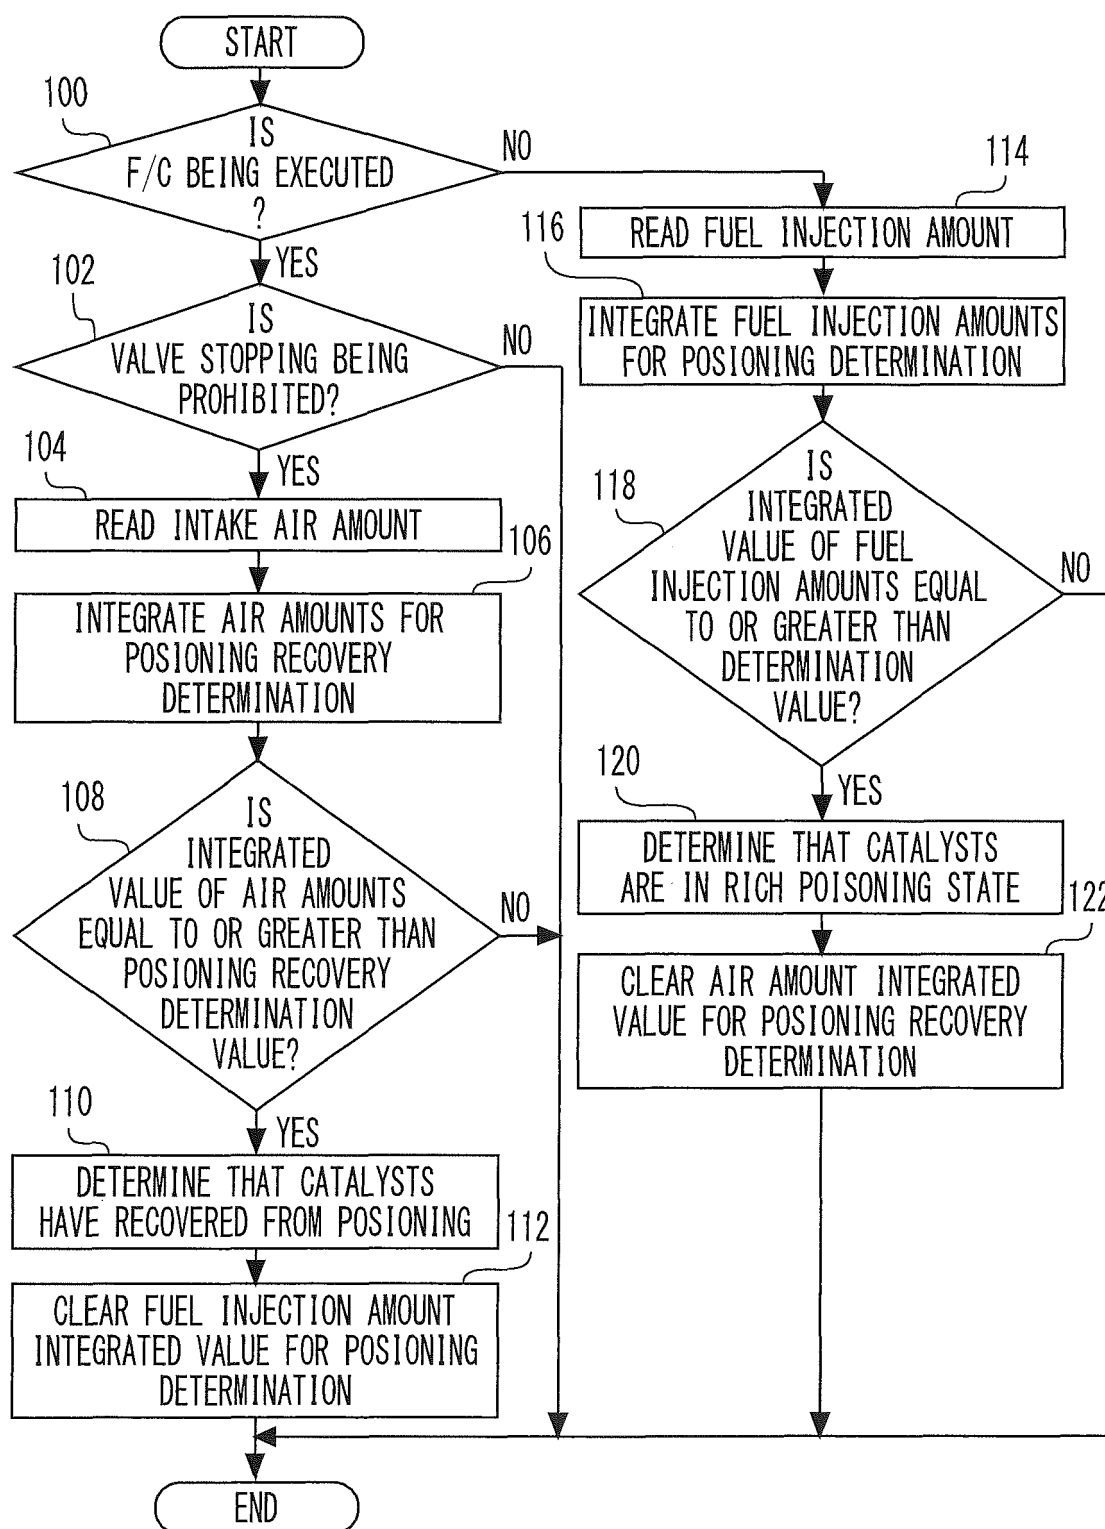 START
100
IS
F/C BEING EXECUTED
?
NO
YES
102
IS
VALVE STOPPING BEING
PROHIBITED?
NO
YES
104
READ INTAKE AIR AMOUNT
106
INTEGRATE AIR AMOUNTS FOR
POSIONING RECOVERY
DETERMINATION
108
IS
INTEGRATED
VALUE OF AIR AMOUNTS
EQUAL TO OR GREATER THAN
POSIONING RECOVERY
DETERMINATION
VALUE?
NO
YES
110
DETERMINE THAT CATALYSTS
HAVE RECOVERED FROM POSIONING
112
CLEAR FUEL INJECTION AMOUNT
INTEGRATED VALUE FOR POSIONING
DETERMINATION
END
114
READ FUEL INJECTION AMOUNT
116
INTEGRATE FUEL INJECTION AMOUNTS
FOR POSIONING DETERMINATION
118
IS
INTEGRATED
VALUE OF FUEL
INJECTION AMOUNTS EQUAL
TO OR GREATER THAN
DETERMINATION
VALUE?
NO
YES
120
DETERMINE THAT CATALYSTS
ARE IN RICH POISONING STATE
122
CLEAR AIR AMOUNT INTEGRATED
VALUE FOR POSIONING RECOVERY
DETERMINATION